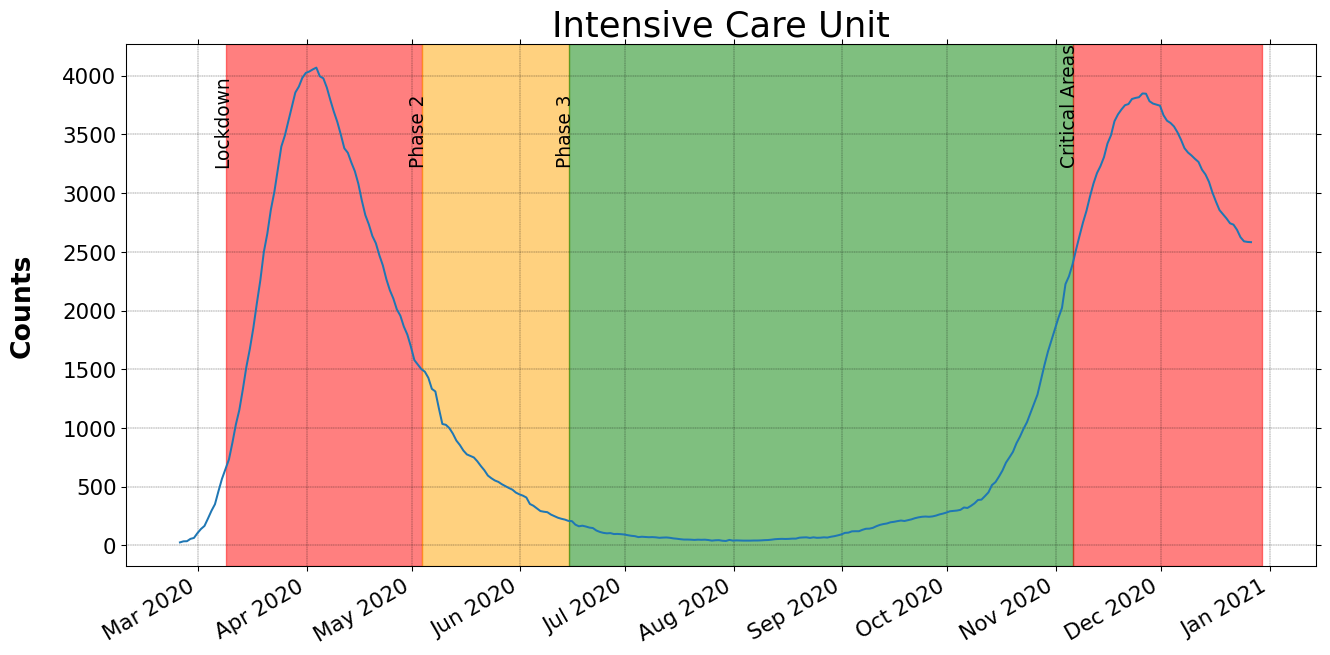 Intensive Care Unit
Counts
4000
3500
3000
2500
2000
1500
1000
500
0
Lockdown
Phase 2
Phase 3
Critical Areas
Mar 2020
Apr 2020
May 2020
Jun 2020
Jul 2020
Aug 2020
Sep 2020
Oct 2020
Nov 2020
Dec 2020
Jan 2021